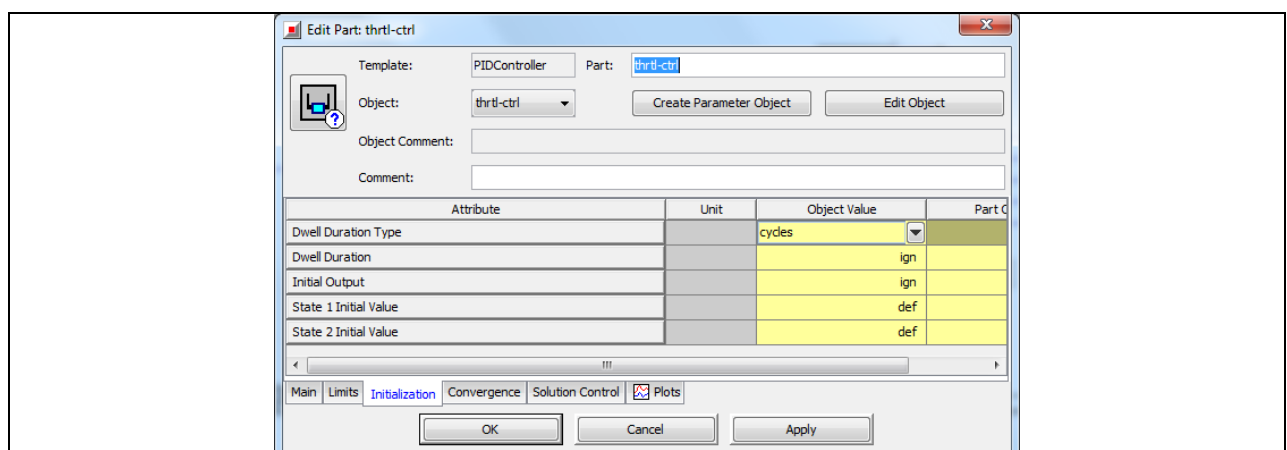 Edit Part: thrtl-ctrl
Template: PIDController Part: thrtl-ctrl
Object: thrtl-ctrl Create Parameter Object Edit Object
Object Comment:
Comment:
Attribute Unit Object Value Part
Dwell Duration Type cycles
Dwell Duration ign
Initial Output ign
State 1 Initial Value def
State 2 Initial Value def
Main Limits Initialization Convergence Solution Control Plots
OK Cancel Apply